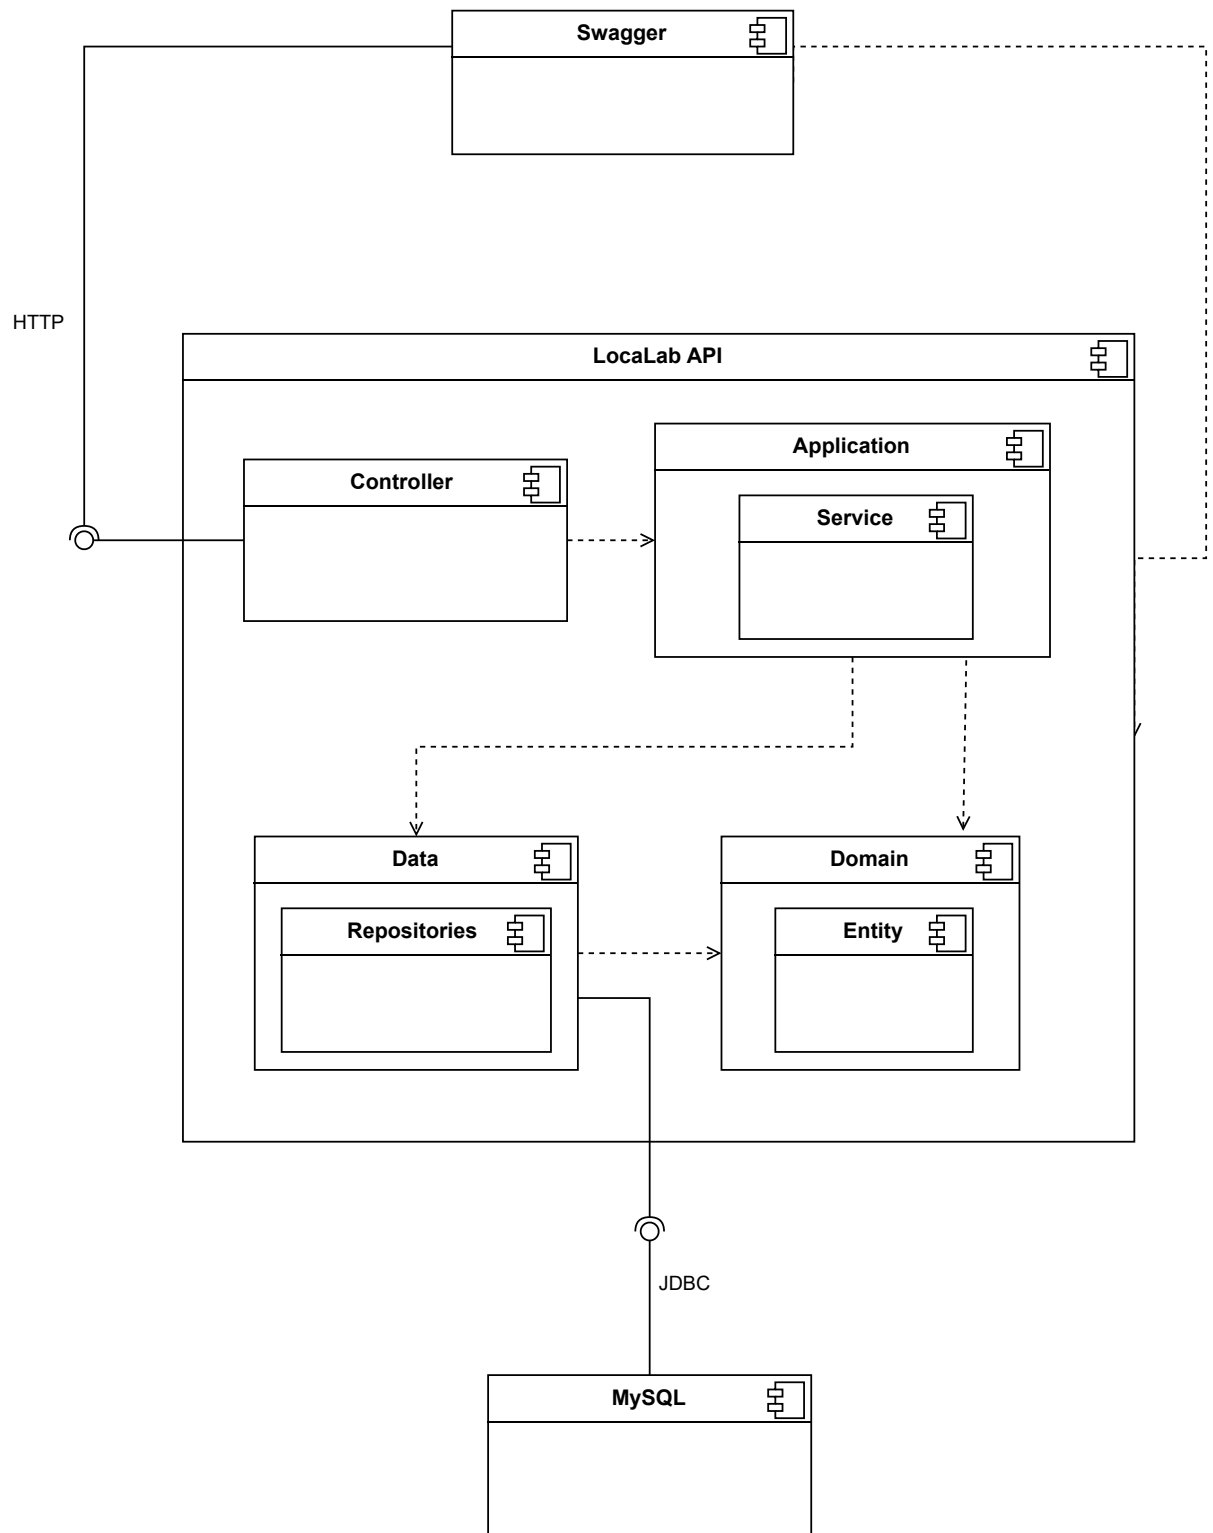 Swagger
HTTP
LocaLab API
Application
Controller
Service
Data
Domain
Repositories
Entity
JDBC
MySQL